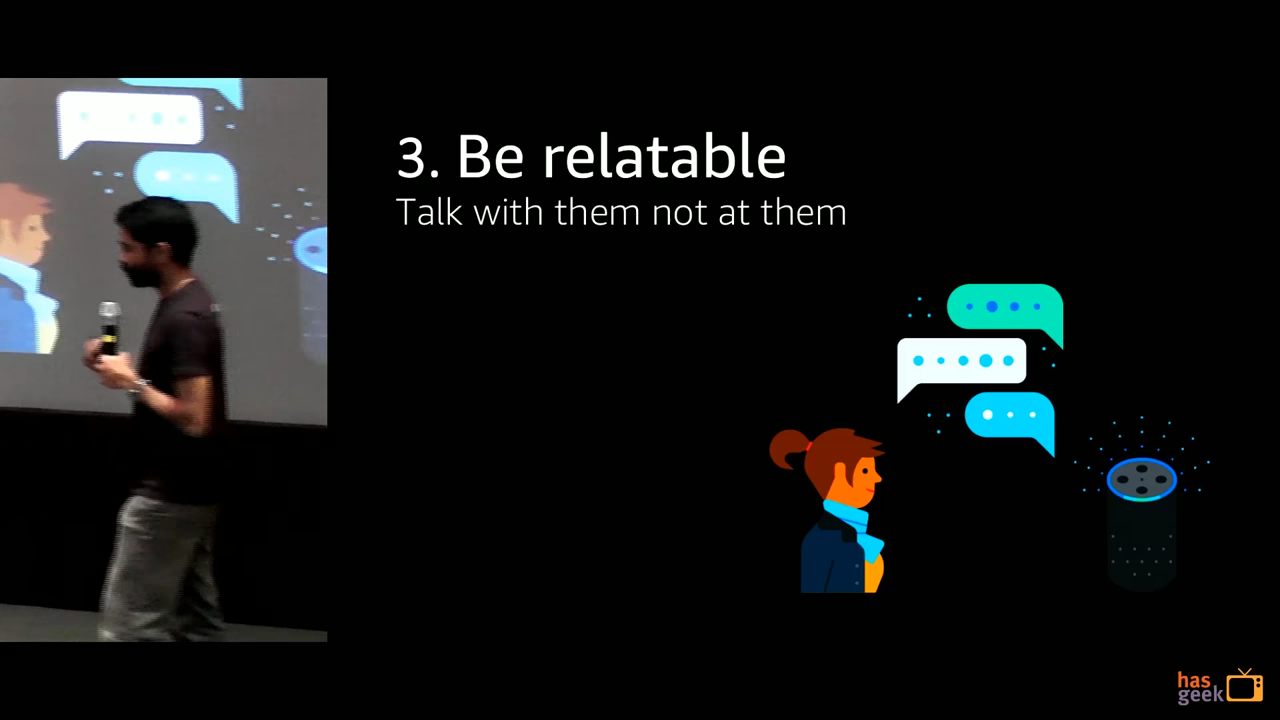 3. Be relatable
Talk with them not at them
has
geek